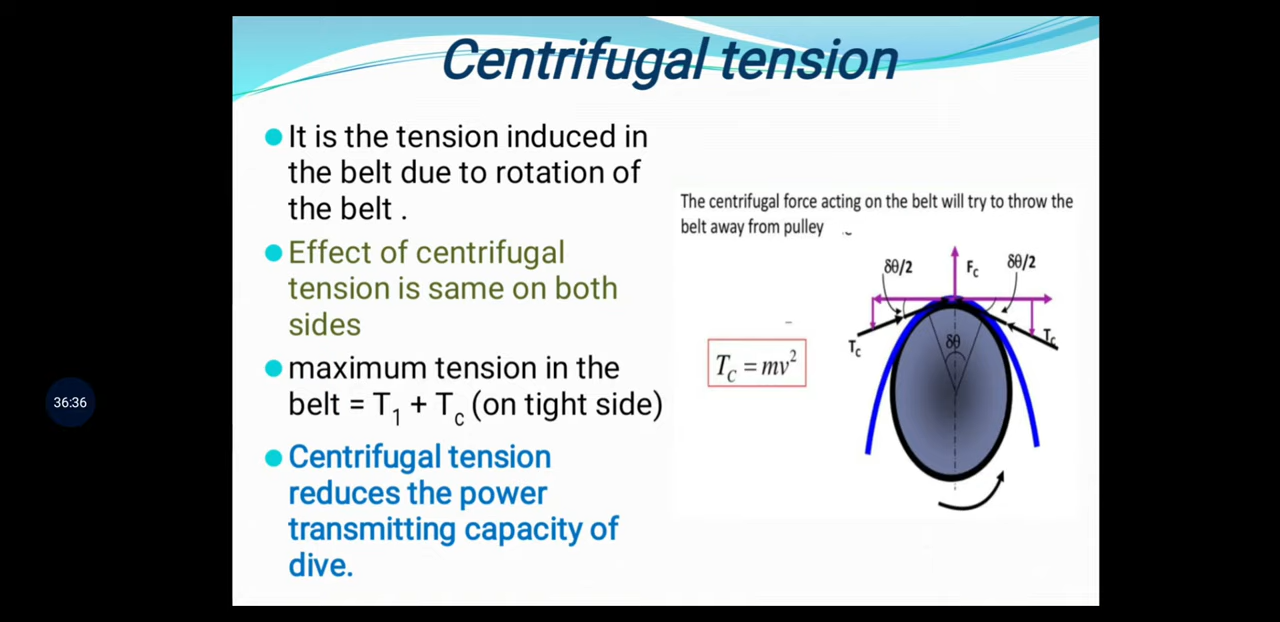 Centrifugal tension
It is the tension induced in
the belt due to rotation of
the belt .
Effect of centrifugal
tension is same on both
sides
maximum tension in the
belt = T₁ + Tc (on tight side)
Centrifugal tension
reduces the power
transmitting capacity of
dive.
The centrifugal force acting on the belt will try to throw the
belt away from pulley
δθ/2
Fc
δθ/2
Tc
Tc
δθ
Tc = mv²
36:36